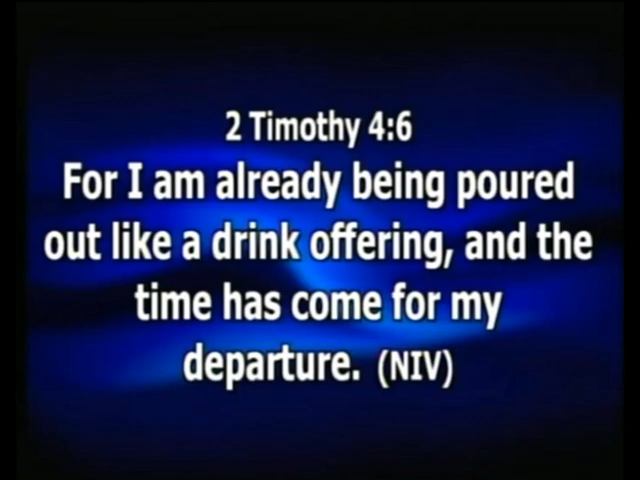 2 Timothy 4:6
For I am already being poured
out like a drink offering, and the
time has come for my
departure. (NIV)